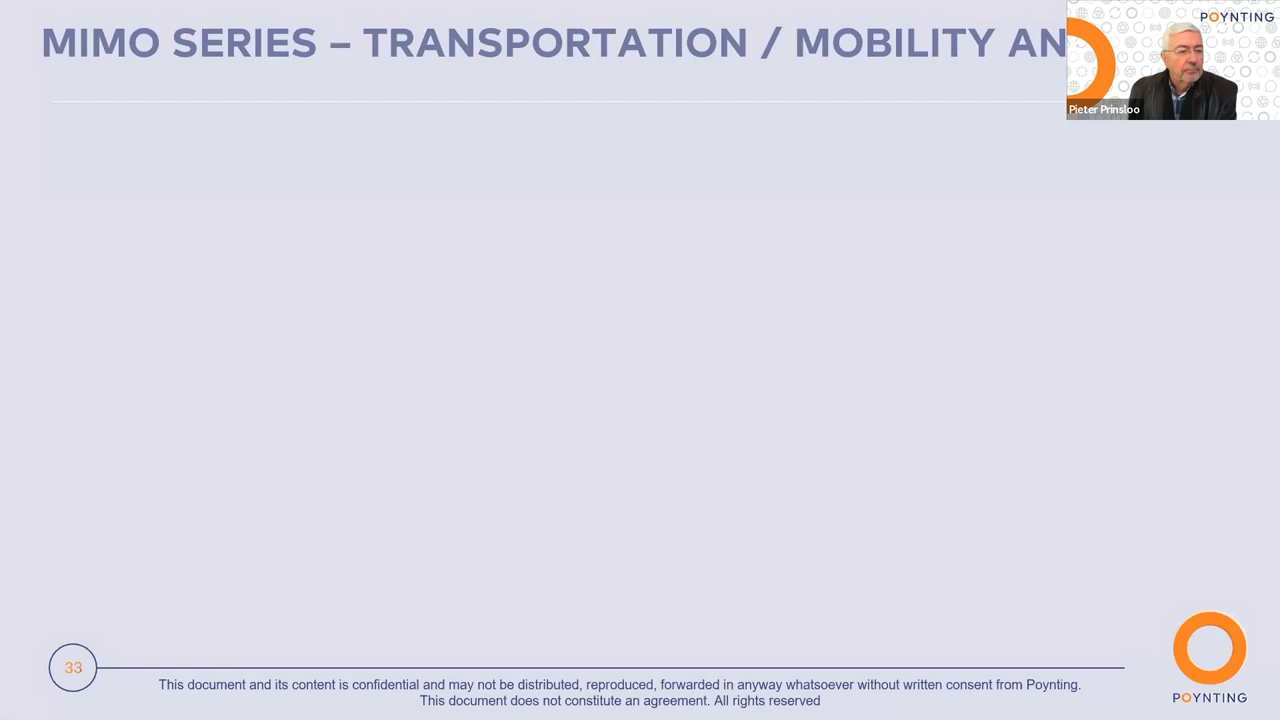 MIMO SERIES – TRANSPORTATION / MOBILITY AN
POYNTING
Pieter Prinsloo
33
This document and its content is confidential and may not be distributed, reproduced, forwarded in anyway whatsoever without written consent from Poynting.
This document does not constitute an agreement. All rights reserved
POYNTING